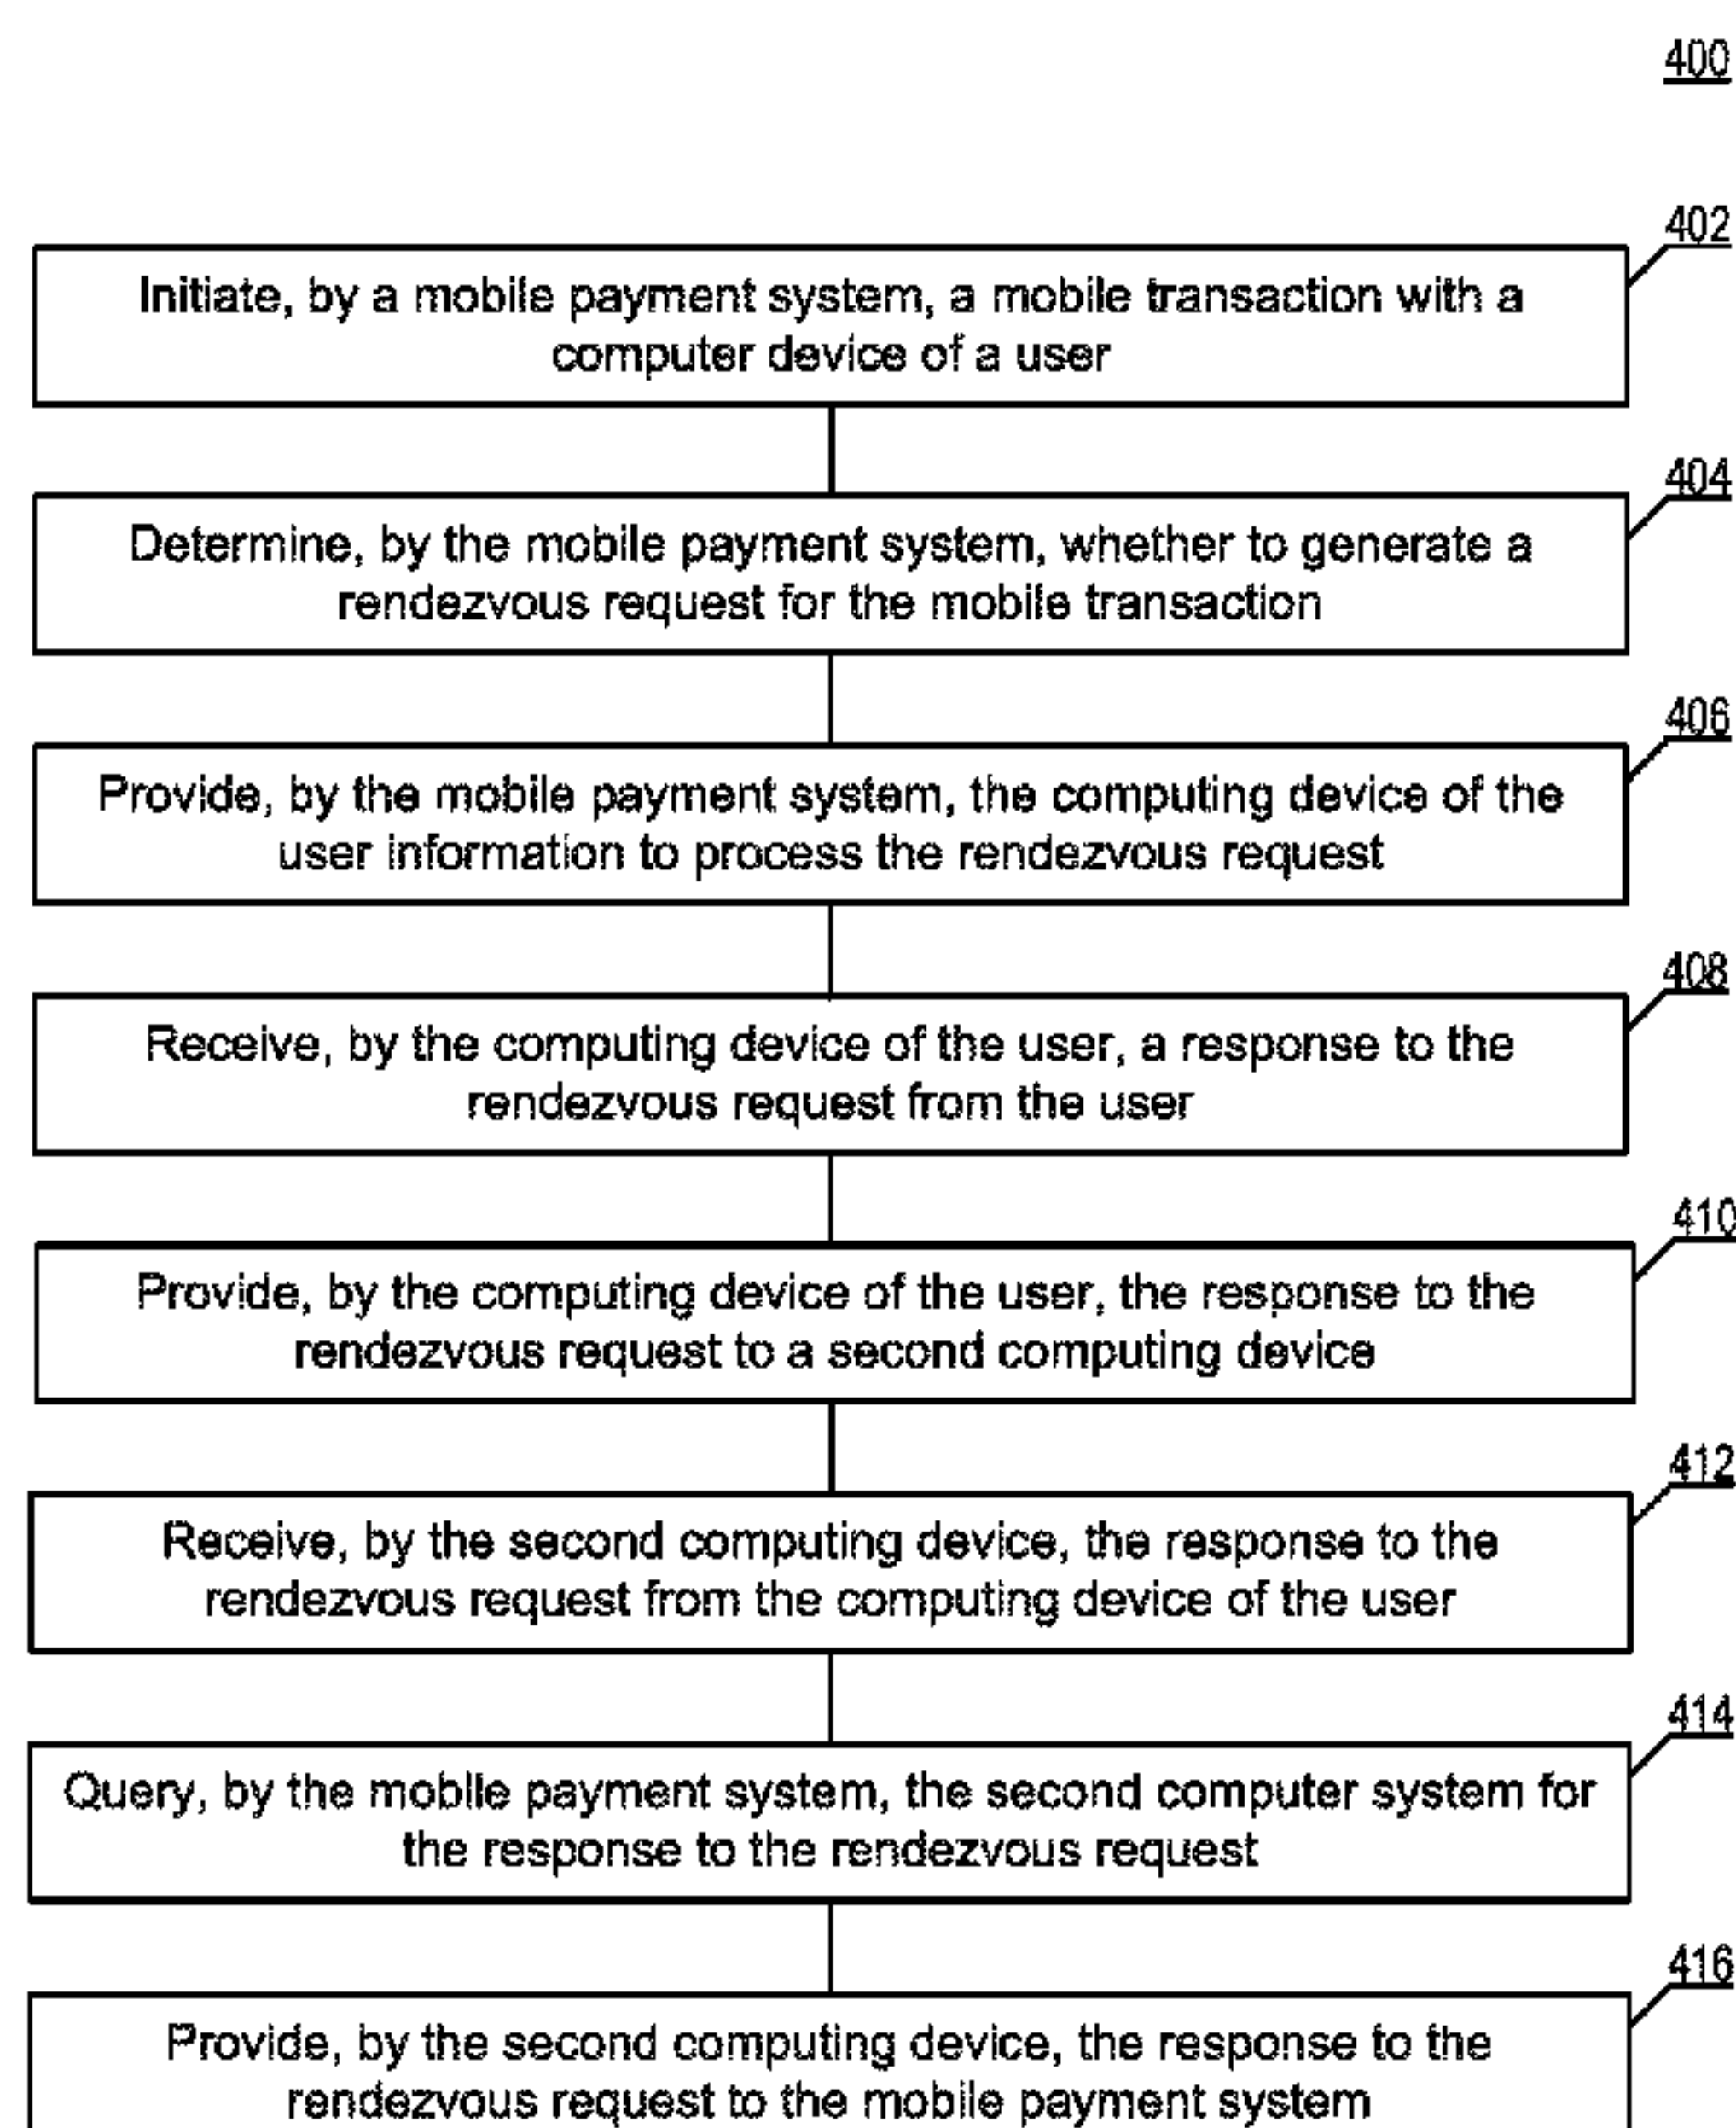 400
402
Initiate, by a mobile payment system, a mobile transaction with a
computer device of a user
404
Determine, by the mobile payment system, whether to generate a
rendezvous request for the mobile transaction
406
Provide, by the mobile payment system, the computing device of the
user information to process the rendezvous request
408
Receive, by the computing device of the user, a response to the
rendezvous request from the user
410
Provide, by the computing device of the user, the response to the
rendezvous request to a second computing device
412
Receive, by the second computing device, the response to the
rendezvous request from the computing device of the user
414
Query, by the mobile payment system, the second computer system for
the response to the rendezvous request
416
Provide, by the second computing device, the response to the
rendezvous request to the mobile payment system